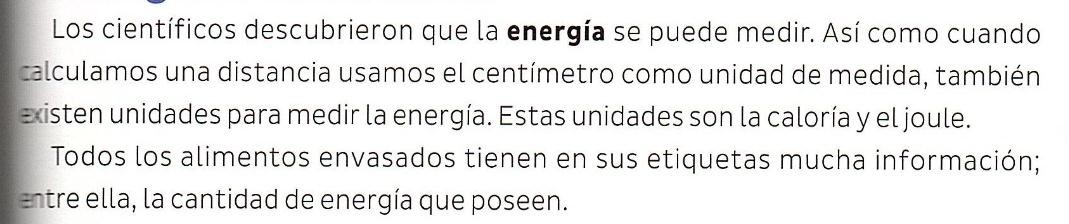 Los científicos descubrieron que la energía se puede medir. Así como cuando
calculamos una distancia usamos el centímetro como unidad de medida, también
existen unidades para medir la energía. Estas unidades son la caloría y el joule.
Todos los alimentos envasados tienen en sus etiquetas mucha información;
entre ella, la cantidad de energía que poseen.